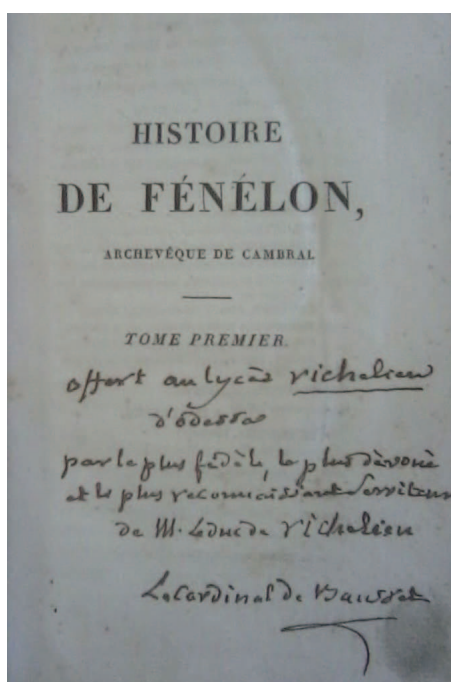 HISTOIRE
DE FÉNÉLON,
ARCHEVÊQUE DE CAMBRAI.
TOME PREMIER.
offert au lycée richelieu
d'odessa
par le plus fidèle, le plus dévoué
et le plus reconnaissant Serviteur
de M. Le duc de richelieu
Le Cardinal de Bausset